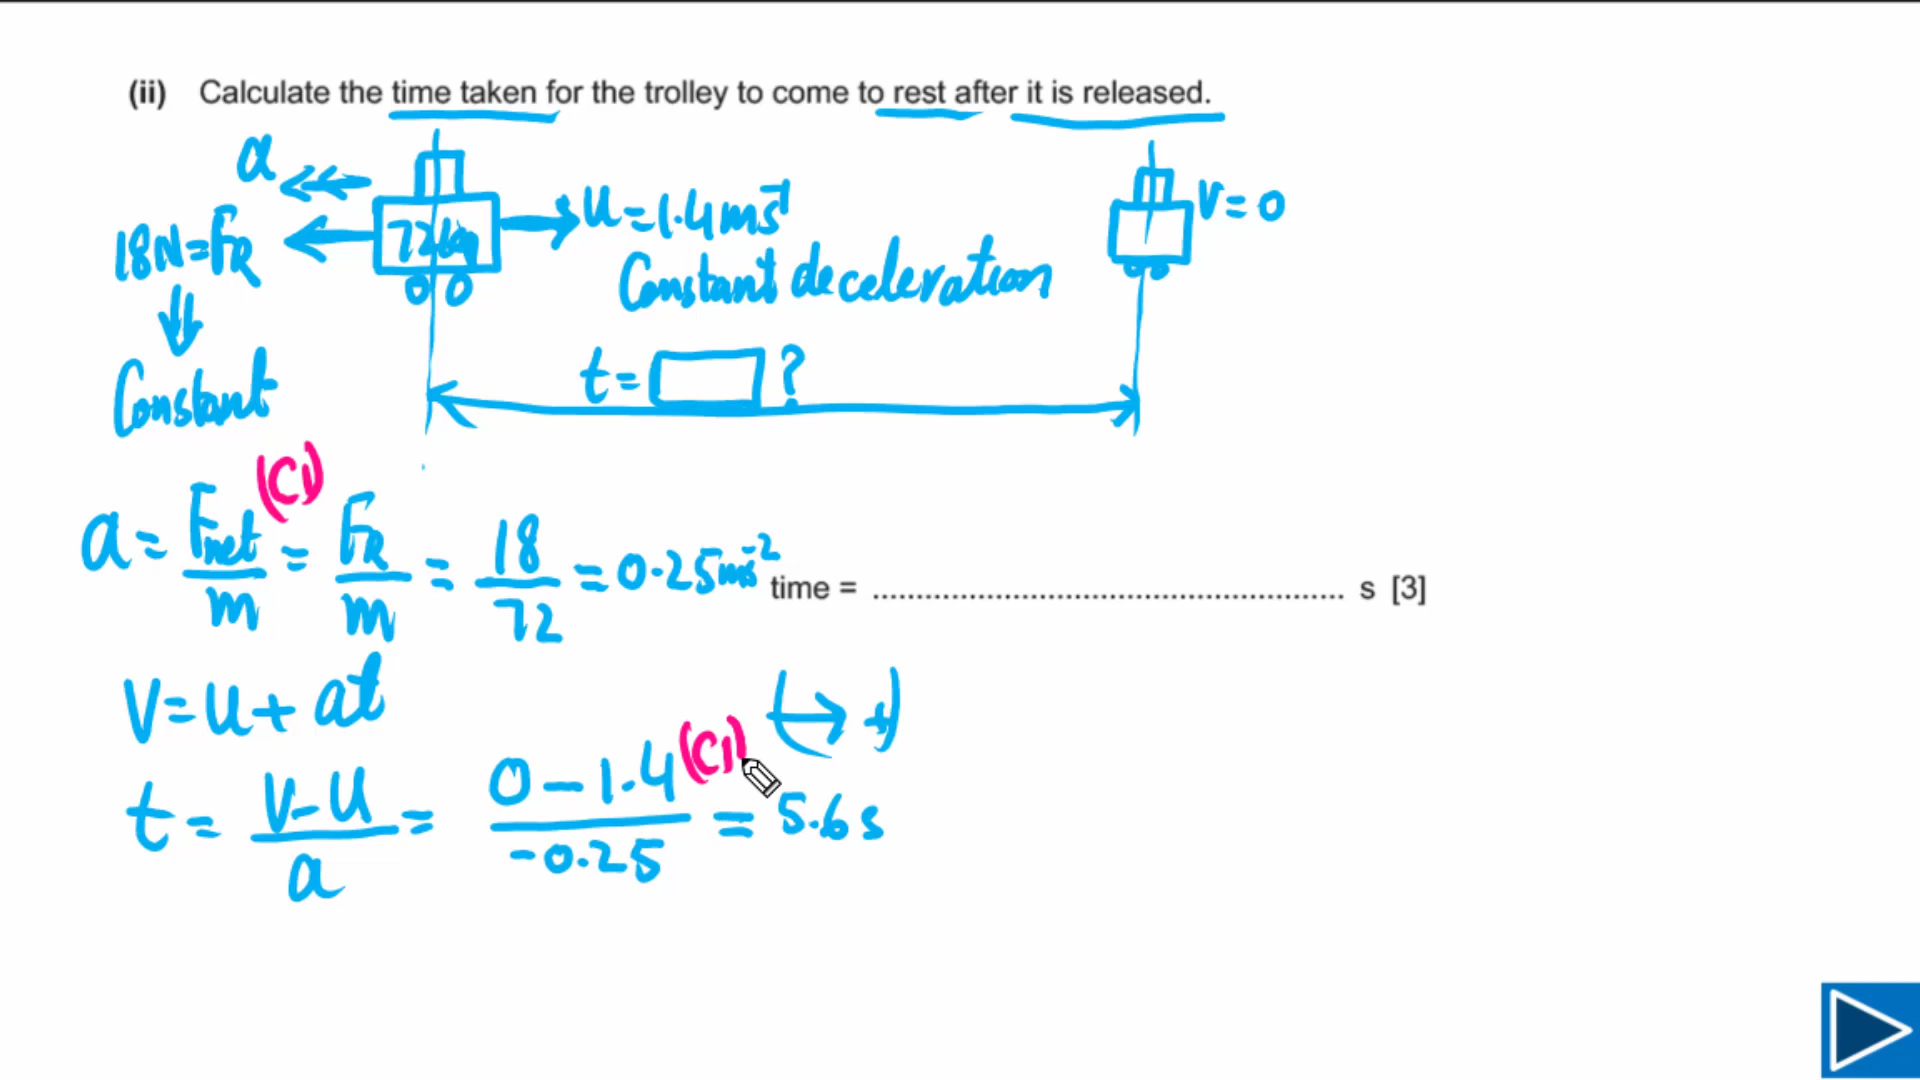 (ii) Calculate the time taken for the trolley to come to rest after it is released.
a
18N=FR
72kg
u=1.4ms⁻¹
v=0
Constant deceleration
Constant
t= ?
a = Fnet/m (C1) = FR/m = 18/72 = 0.25ms⁻²
time = ........................................................ s [3]
v=u+at
(→+)
t = v-u/a = 0-1.4/-0.25 (C1) = 5.6s